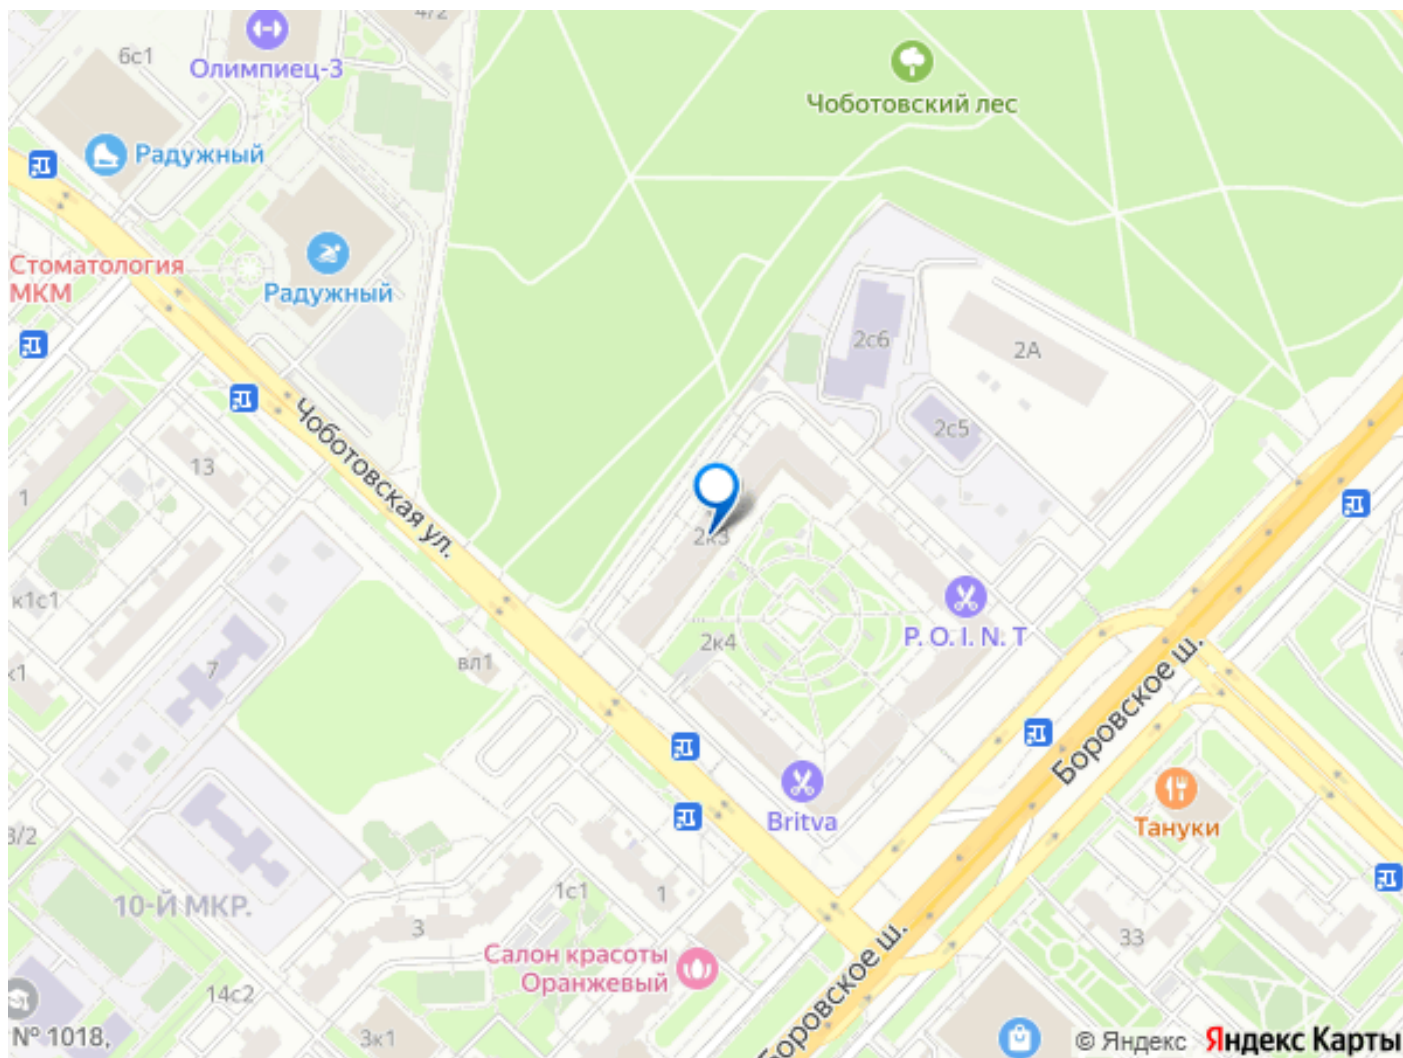 4/2
6с1
Олимпиец-3
Чоботовский лес
Радужный
Стоматология
МКМ
Радужный
2с6
2А
Чоботовская ул.
2с5
13
1
2к3
к1с1
P. O. I. N. T
2к4
вл1
7
к1
Боровское ш.
Britva
Тануки
3/2
10-Й МКР.
1с1
1
3
33
Салон красоты
Оранжевый
Боровское ш.
14с2
№ 1018,
3к1
© Яндекс
Яндекс Карты